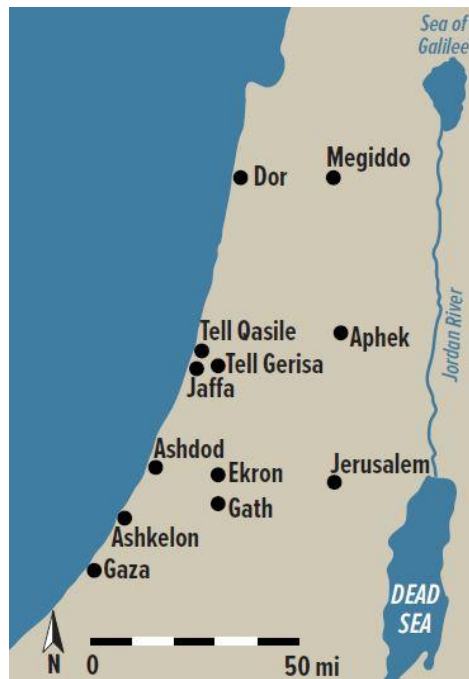 Sea of
Galilee
Megiddo
Dor
Jordan River
Tell Qasile
Aphek
Tell Gerisa
Jaffa
Ashdod
Ekron
Jerusalem
Gath
Ashkelon
Gaza
DEAD
SEA
N
0
50 mi